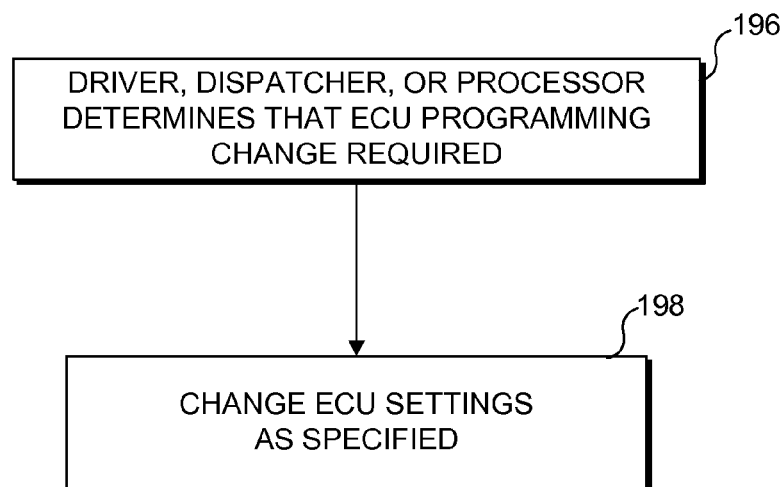 196
DRIVER, DISPATCHER, OR PROCESSOR
DETERMINES THAT ECU PROGRAMMING
CHANGE REQUIRED
198
CHANGE ECU SETTINGS
AS SPECIFIED